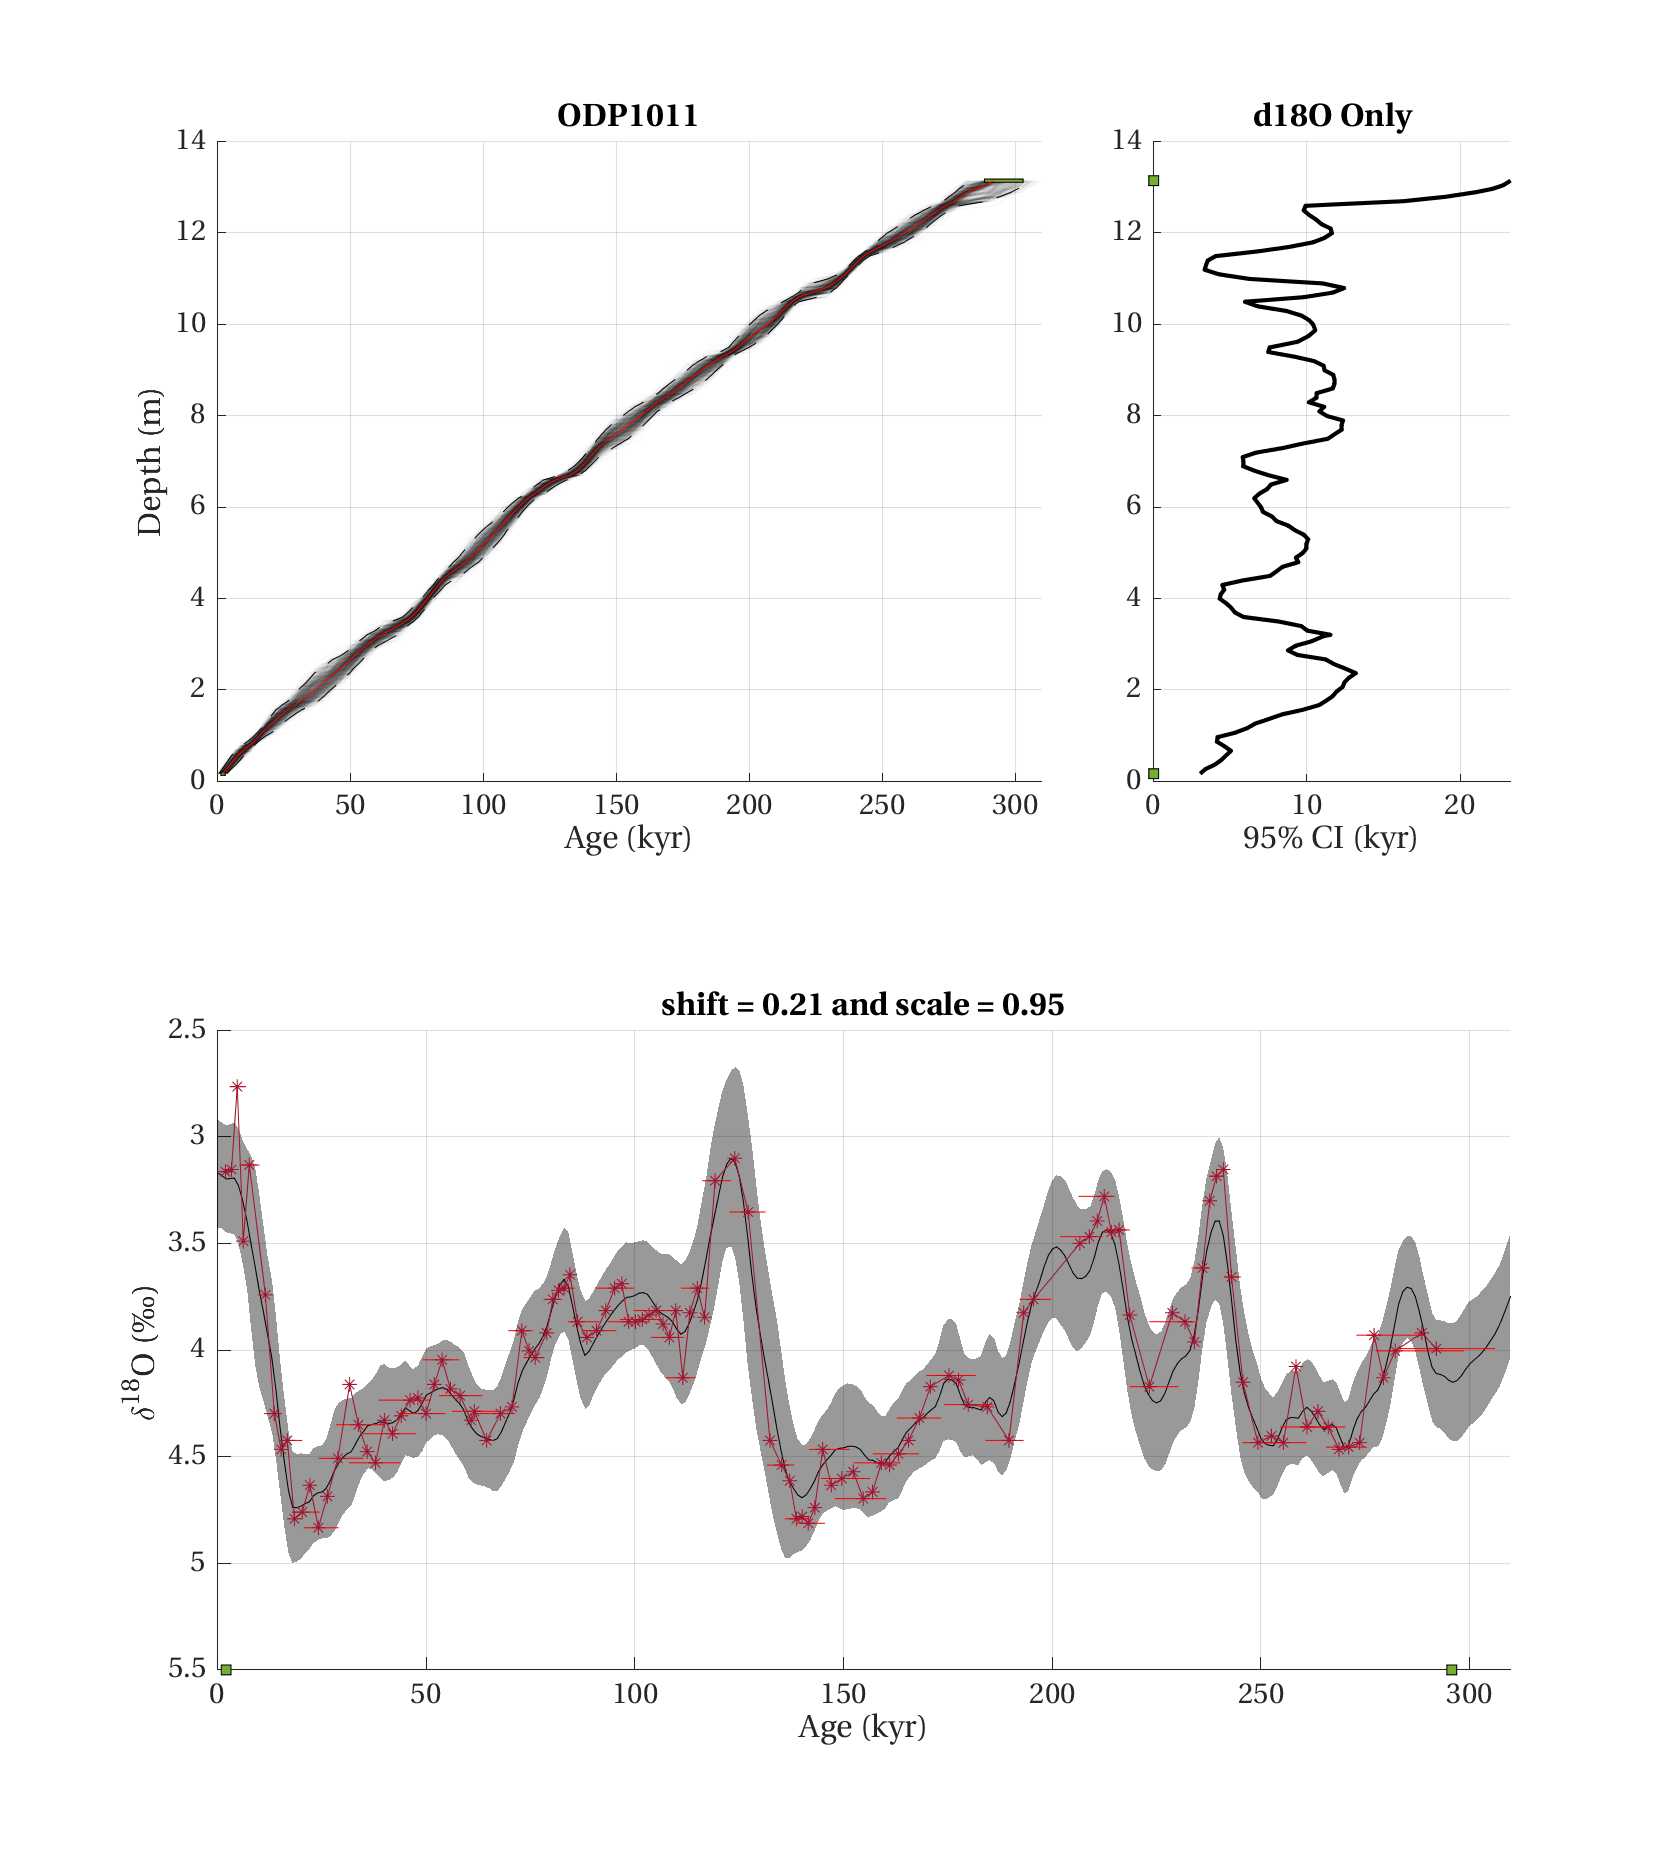 ODP1011
14
12
10
8
6
4
2
0
0 50 100 150 200 250 300
Age (kyr)
Depth (m)
d18O Only
14
12
10
8
6
4
2
0
0 10 20
95% CI (kyr)
shift = 0.21 and scale = 0.95
2.5
3
3.5
4
4.5
5
5.5
0 50 100 150 200 250 300
Age (kyr)
δ¹⁸O (‰)